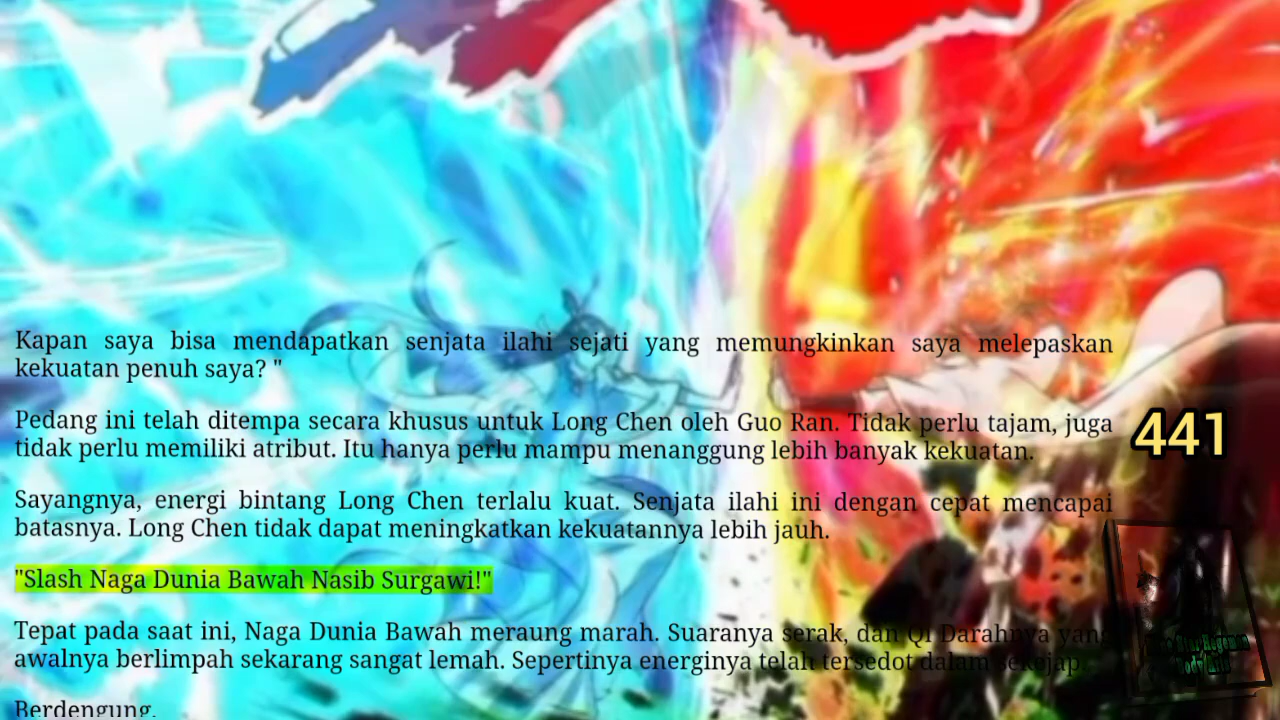 Kapan saya bisa mendapatkan senjata ilahi sejati yang memungkinkan saya melepaskan
kekuatan penuh saya? "
Pedang ini telah ditempa secara khusus untuk Long Chen oleh Guo Ran. Tidak perlu tajam, juga
tidak perlu memiliki atribut. Itu hanya perlu mampu menanggung lebih banyak kekuatan.
441
Sayangnya, energi bintang Long Chen terlalu kuat. Senjata ilahi ini dengan cepat mencapai
batasnya. Long Chen tidak dapat meningkatkan kekuatannya lebih jauh.
"Slash Naga Dunia Bawah Nasib Surgawi!"
Tepat pada saat ini, Naga Dunia Bawah meraung marah. Suaranya serak, dan Qi Darahnya yang
awalnya berlimpah sekarang sangat lemah. Sepertinya energinya telah tersedot dalam sekejap.
Berdengung.